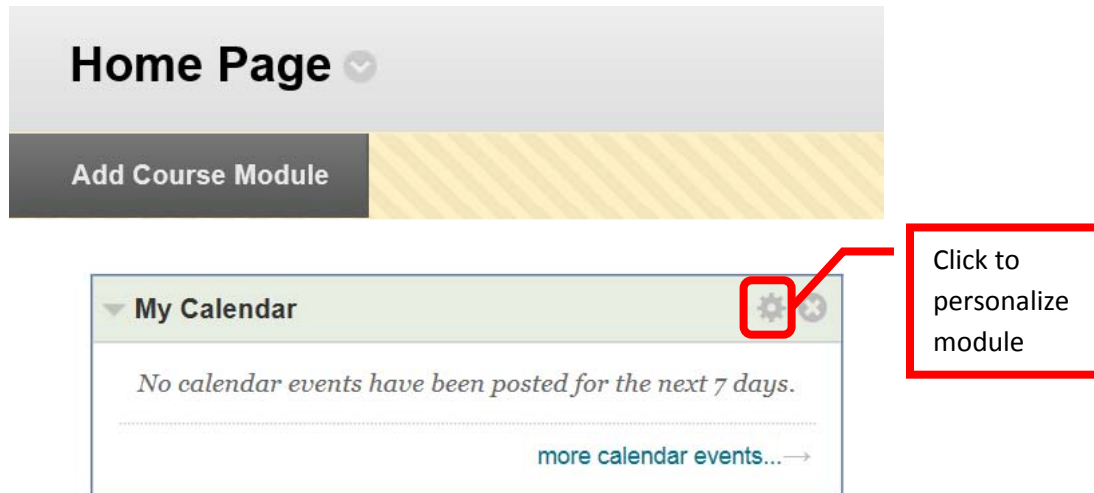 Home Page
Add Course Module
My Calendar
Click to
personalize
module
No calendar events have been posted for the next 7 days.
more calendar events...→